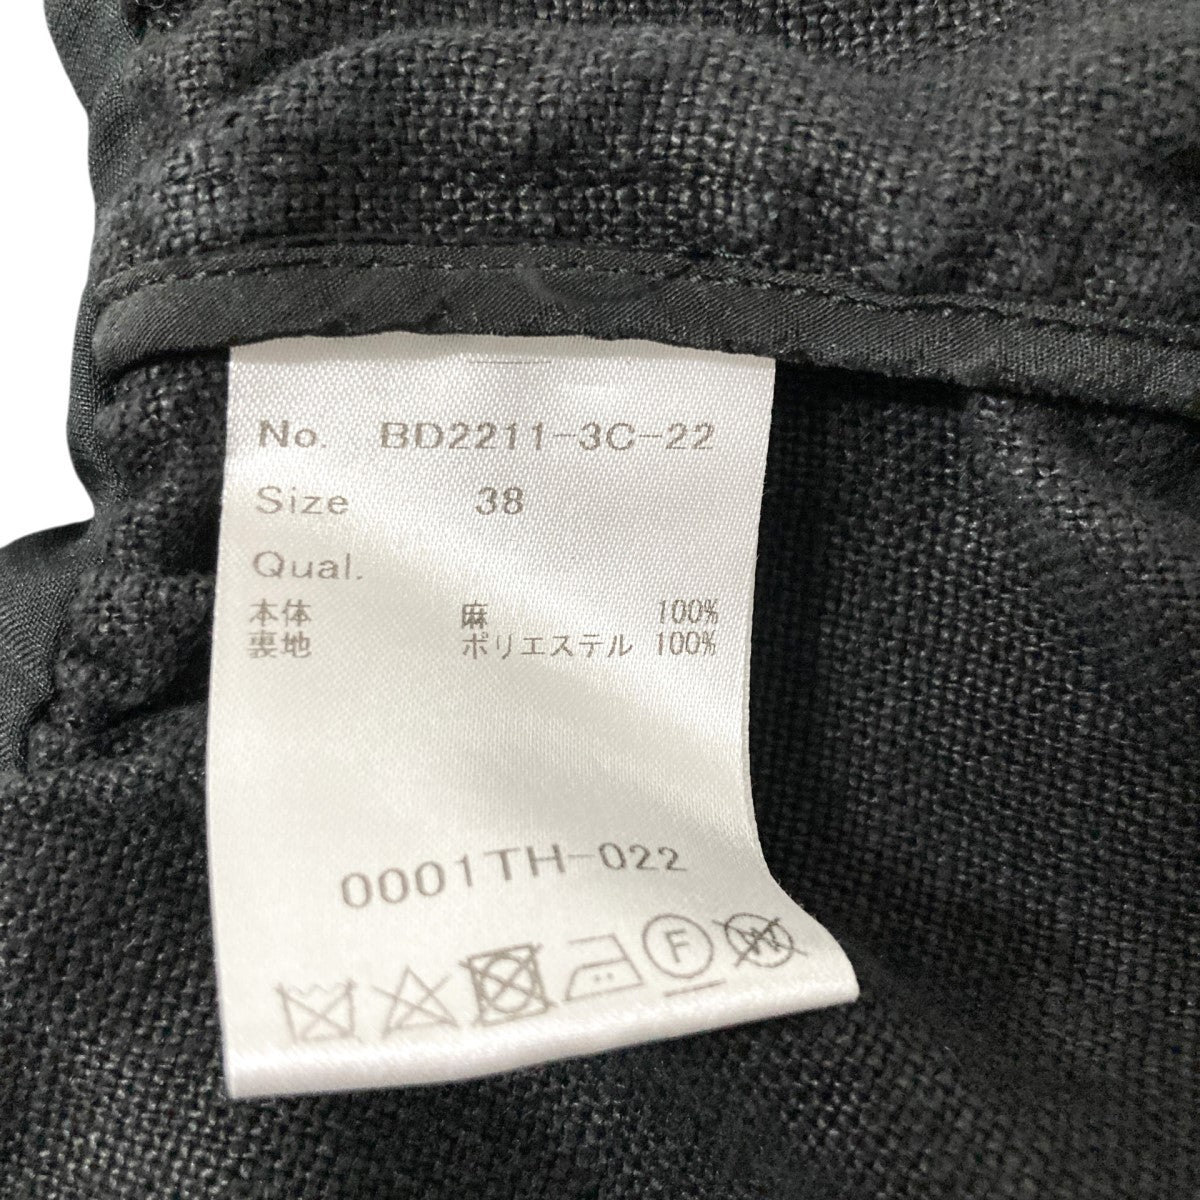 No. BD2211-3C-22
Size 38
Qual.
本体 麻 100%
裏地 ポリエステル 100%
0001TH-022
F W